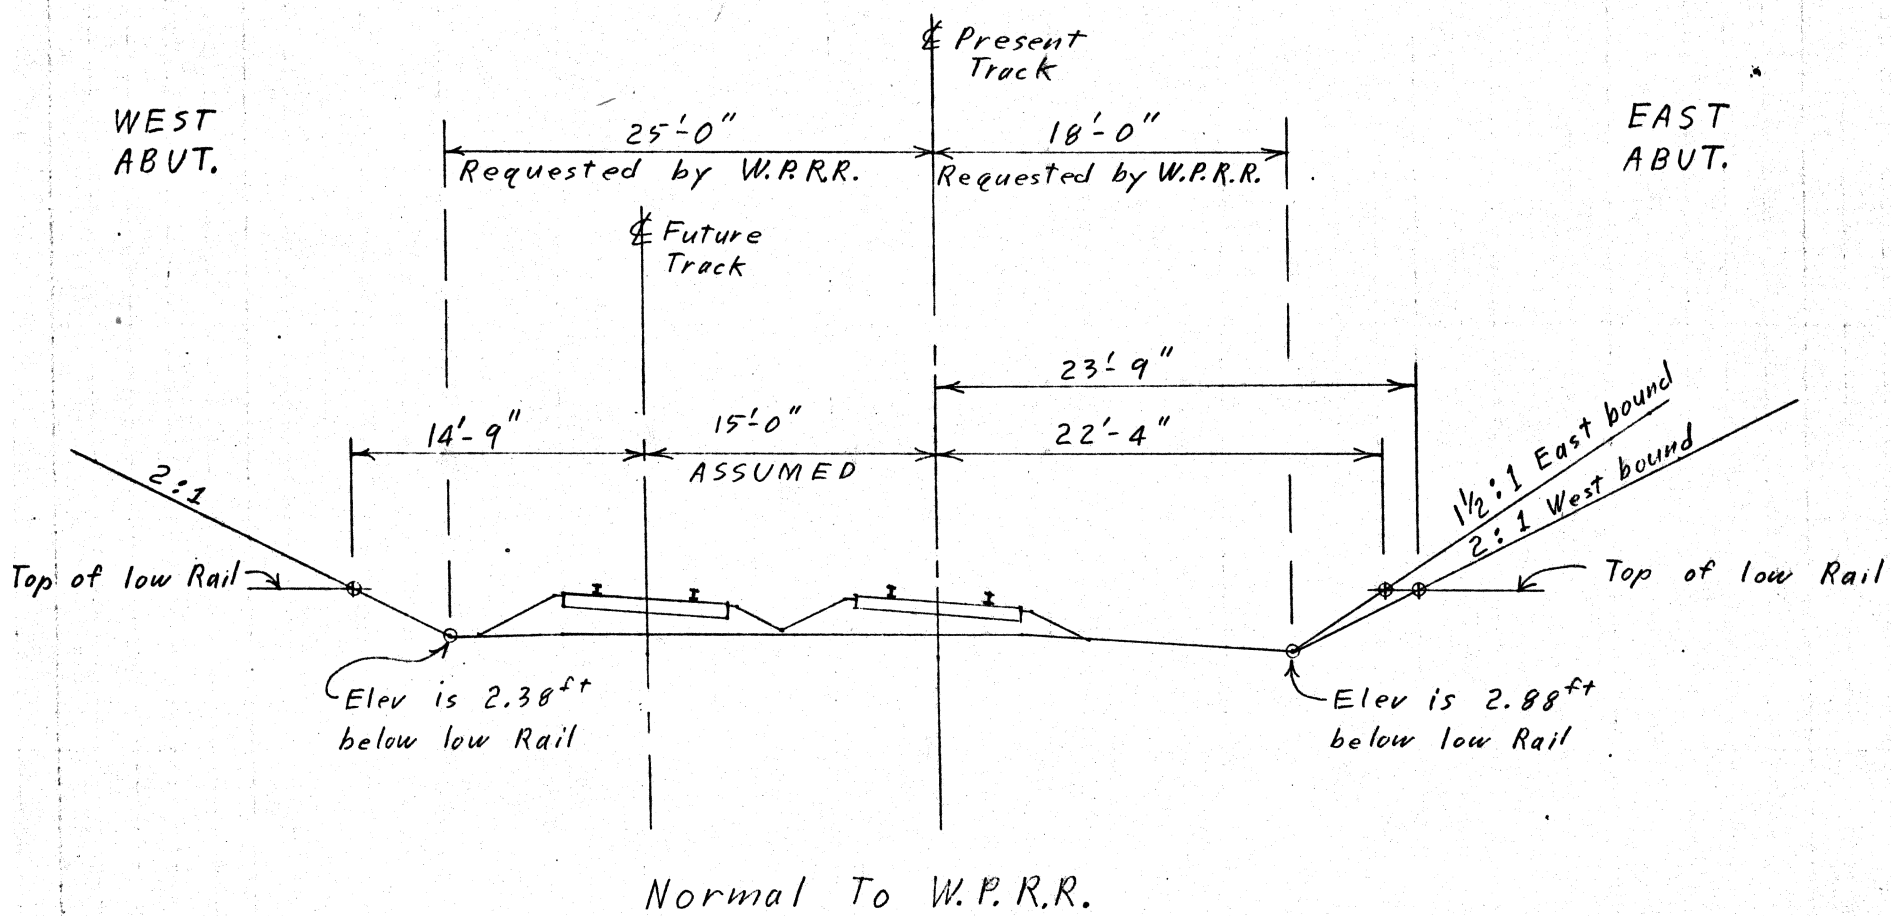 ℄ Present
Track
WEST
ABUT.
EAST
ABUT.
25'-0"
18'-0"
Requested by W.P.R.R.
Requested by W.P.R.R.
℄ Future
Track
23'-9"
14'-9"
15'-0"
22'-4"
ASSUMED
2:1
1½:1 East bound
2:1 West bound
Top of low Rail
Top of low Rail
Elev is 2.38ft
below low Rail
Elev is 2.88ft
below low Rail
Normal To W.P.R.R.